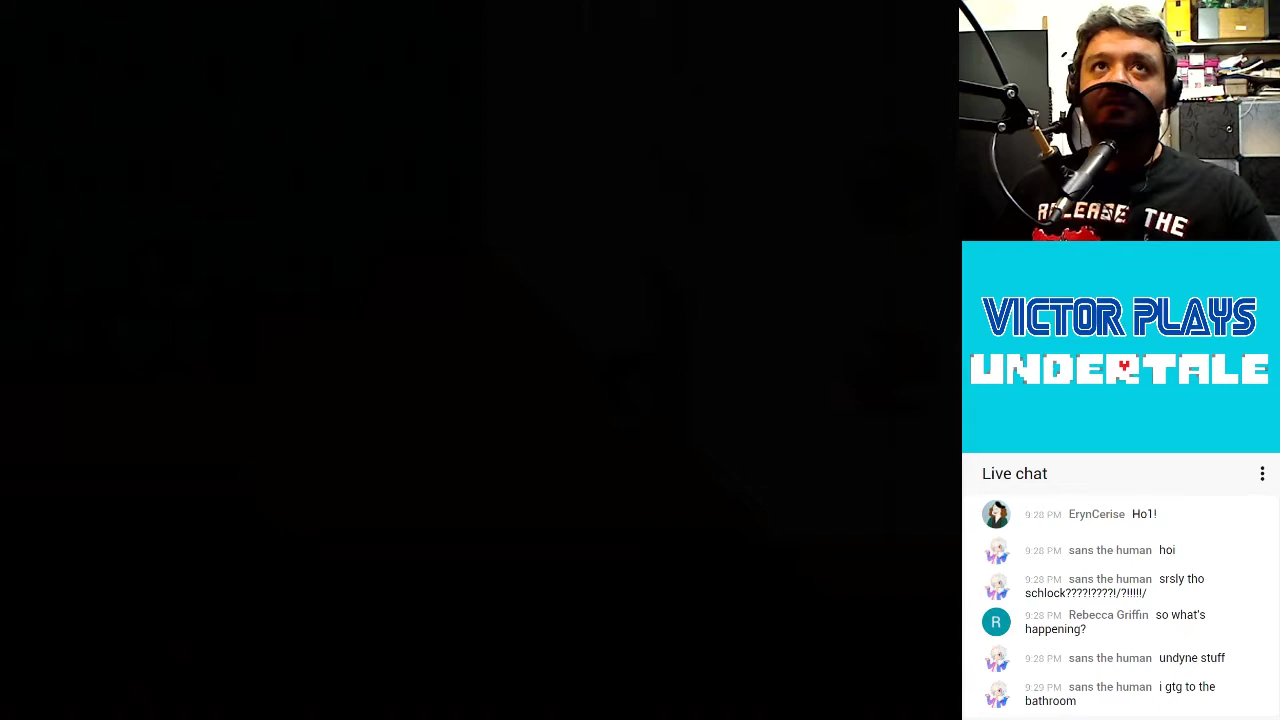 RELEASE THE
VICTOR PLAYS
UNDERTALE
Live chat
9:28 PM ErynCerise Ho1!
9:28 PM sans the human hoi
9:28 PM sans the human srsly tho
schlock????!????!/?!!!!!/
R 9:28 PM Rebecca Griffin so what's
happening?
9:28 PM sans the human undyne stuff
9:29 PM sans the human i gtg to the
bathroom